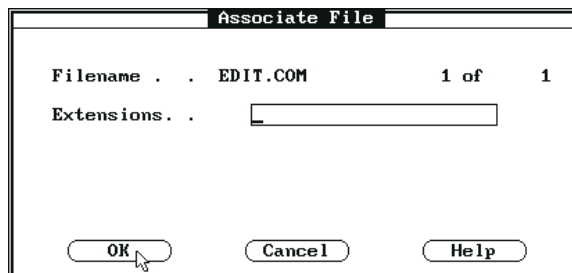 Associate File
Filename . . EDIT.COM 1 of 1
Extensions. . _
OK Cancel Help